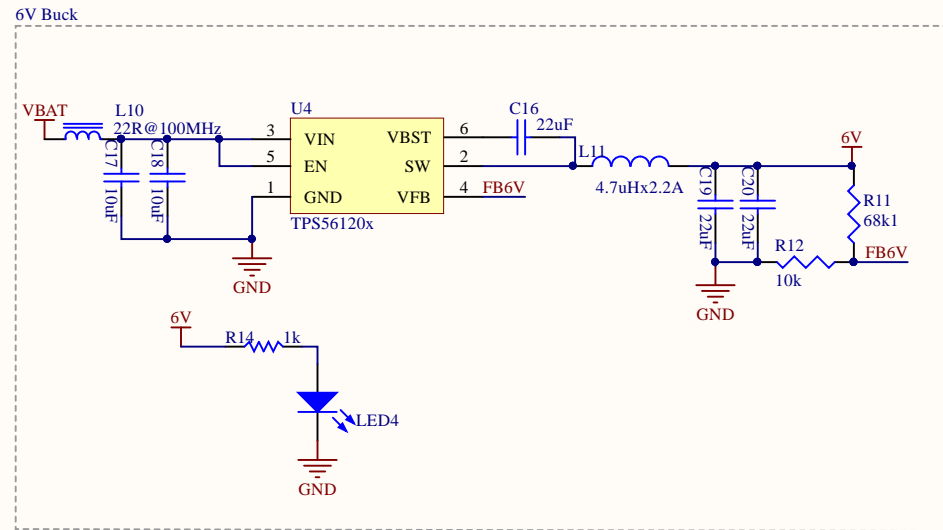 6V Buck
VBAT
L10
22R@100MHz
C17
10uF
C18
10uF
U4
3
VIN
5
EN
1
GND
VBST
6
SW
2
VFB
4
TPS56120x
FB6V
C16
22uF
L11
4.7uHx2.2A
C19
22uF
C20
22uF
6V
R11
68k1
R12
10k
FB6V
GND
GND
6V
R14
1k
LED4
GND